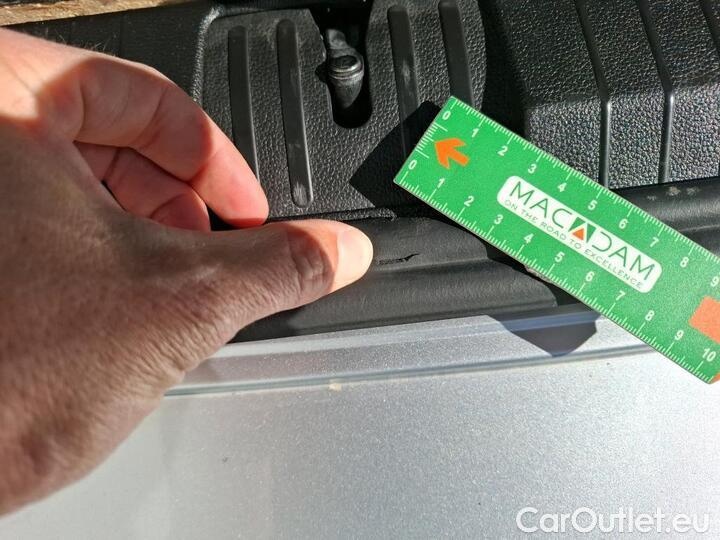 0 1 2 3 4 5 6 7 8 9
MACADAM
ON THE ROAD TO EXCELLENCE
0 1 2 3 4 5 6 7 8 9 10
CarOutlet.eu